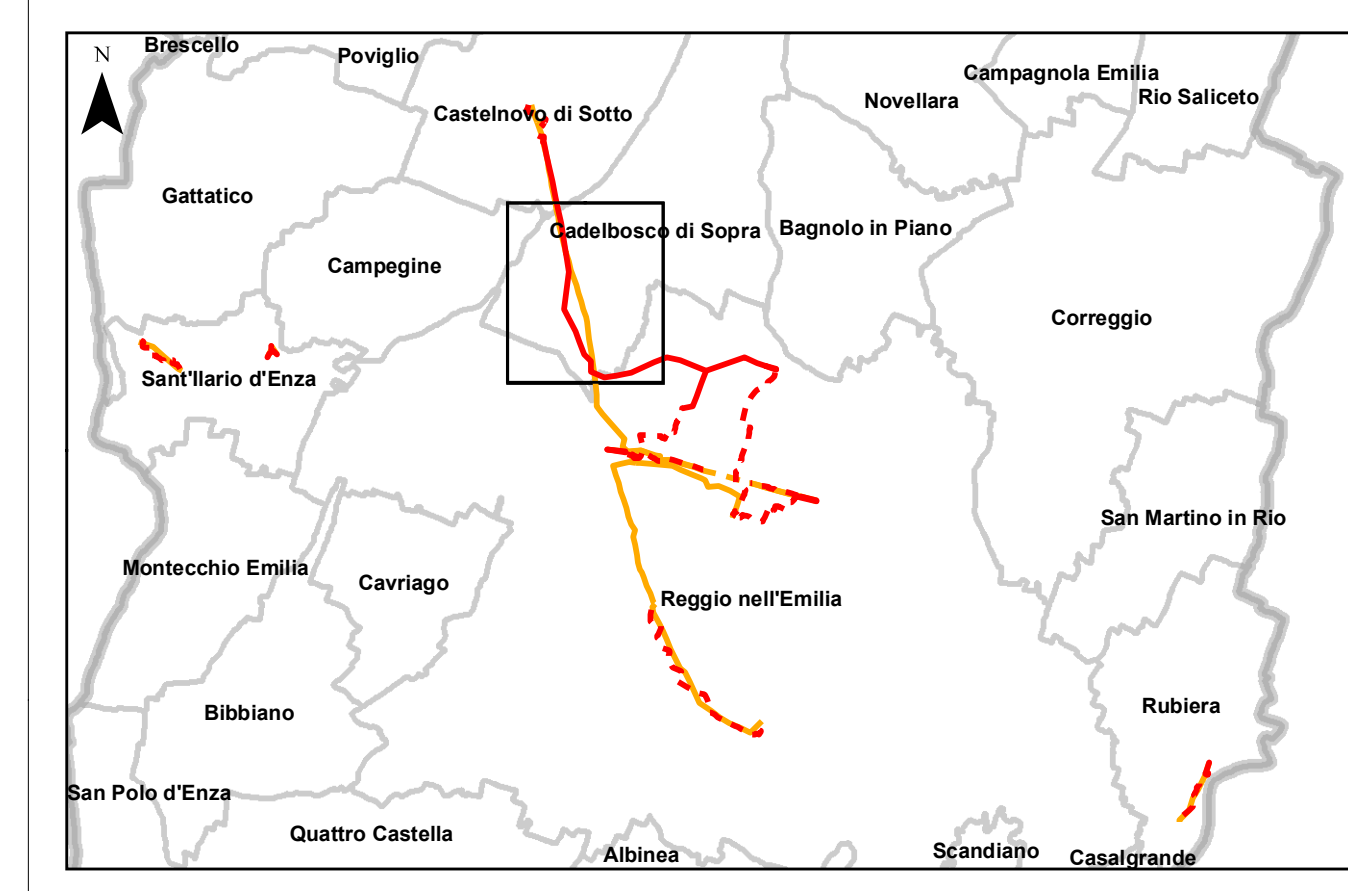 Brescello
N
Poviglio
Campagnola Emilia
Rio Saliceto
Novellara
Castelnovo di Sotto
Gattatico
Cadelbosco di Sopra
Bagnolo in Piano
Campegine
Correggio
Sant'Ilario d'Enza
San Martino in Rio
Montecchio Emilia
Cavriago
Reggio nell'Emilia
Rubiera
Bibbiano
San Polo d'Enza
Quattro Castella
Albinea
Scandiano
Casalgrande